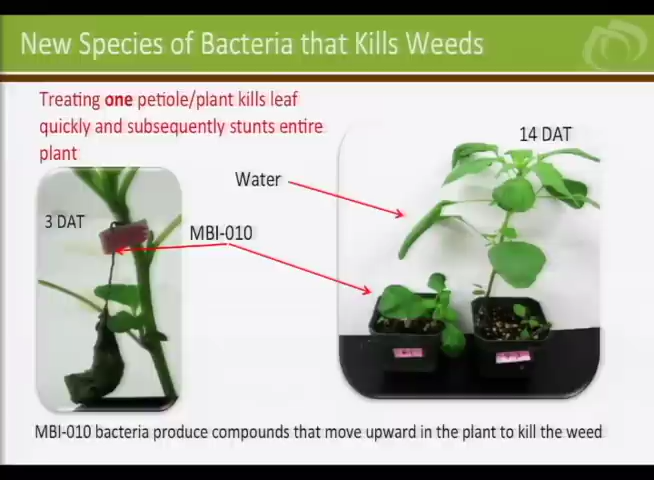 New Species of Bacteria that Kills Weeds
Treating one petiole/plant kills leaf
quickly and subsequently stunts entire
plant
14 DAT
Water
3 DAT
MBI-010
MBI-010 bacteria produce compounds that move upward in the plant to kill the weed